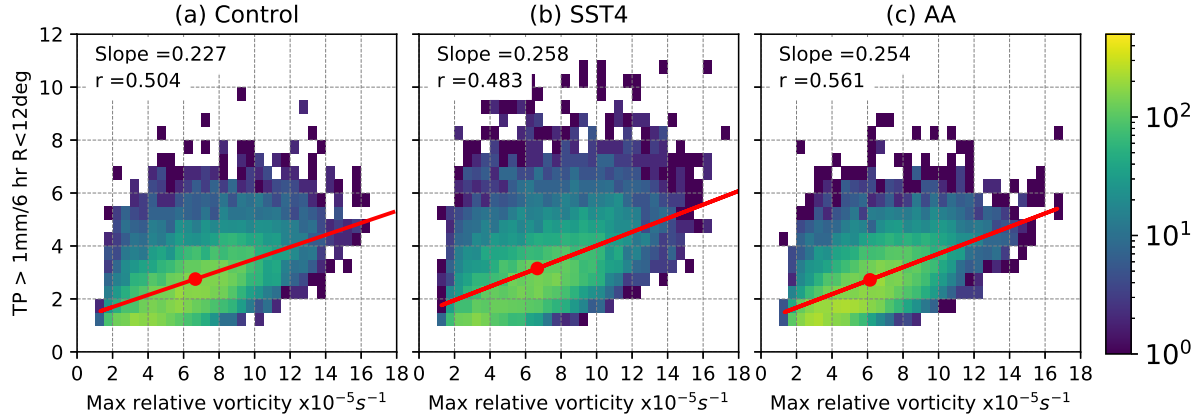 (a) Control
(b) SST4
(c) AA
TP > 1mm/6 hr R<12deg
12
10
8
6
4
2
0
Slope =0.227
r =0.504
Slope =0.258
r =0.483
Slope =0.254
r =0.561
0 2 4 6 8 10 12 14 16 18
0 2 4 6 8 10 12 14 16 18
0 2 4 6 8 10 12 14 16 18
Max relative vorticity x10⁻⁵s⁻¹
Max relative vorticity x10⁻⁵s⁻¹
Max relative vorticity x10⁻⁵s⁻¹
10²
10¹
10⁰